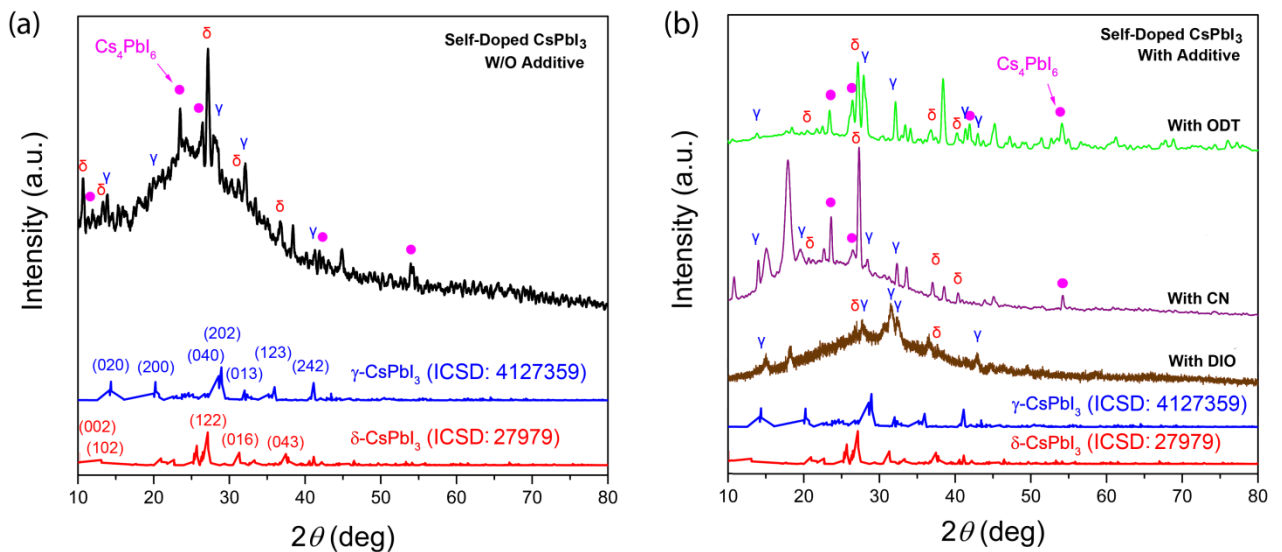 (a)
Self-Doped CsPbI₃
W/O Additive
Cs₄PbI₆
δ
γ
δ
δ
γ
γ
γ
δ
δ
γ
(020)
(200)
(202)
(040)
(013)
(123)
(242)
γ-CsPbI₃ (ICSD: 4127359)
(002)
(102)
(122)
(016)
(043)
δ-CsPbI₃ (ICSD: 27979)
10 20 30 40 50 60 70 80
2θ (deg)
Intensity (a.u.)
(b)
Self-Doped CsPbI₃
With Additive
Cs₄PbI₆
γ
δ
δ
γ
γ
δ
δ
γ
γ
With ODT
γ
γ
δ
δ
γ
γ
δ
δ
With CN
γ
δ
γ
γ
γ
δ
γ
With DIO
γ-CsPbI₃ (ICSD: 4127359)
δ-CsPbI₃ (ICSD: 27979)
10 20 30 40 50 60 70 80
2θ (deg)
Intensity (a.u.)